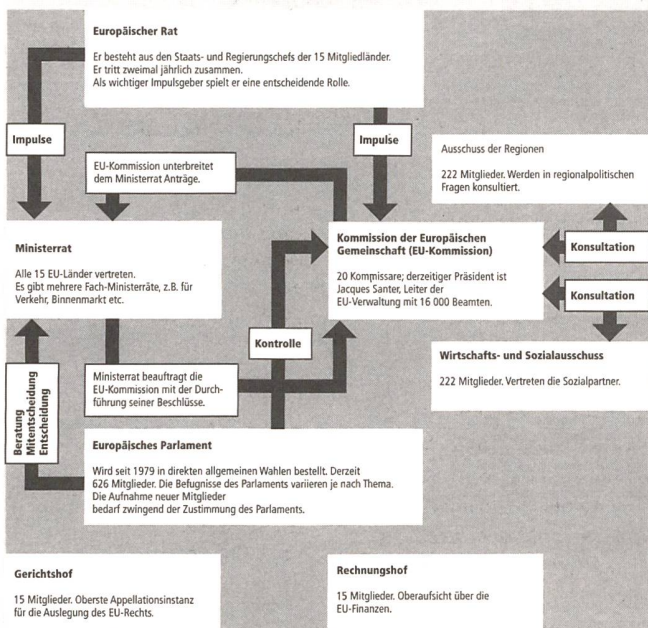 Europäischer Rat
Er besteht aus den Staats- und Regierungschefs der 15 Mitgliedländer.
Er tritt zweimal jährlich zusammen.
Als wichtiger Impulsgeber spielt er eine entscheidende Rolle.
Impulse
Impulse
EU-Kommission unterbreitet
dem Ministerrat Anträge.
Ausschuss der Regionen
222 Mitglieder. Werden in regionalpolitischen
Fragen konsultiert.
Ministerrat
Alle 15 EU-Länder vertreten.
Es gibt mehrere Fach-Ministerräte, z.B. für
Verkehr, Binnenmarkt etc.
Kommission der Europäischen
Gemeinschaft (EU-Kommission)
20 Kommissare; derzeitiger Präsident ist
Jacques Santer, Leiter der
EU-Verwaltung mit 16 000 Beamten.
Konsultation
Konsultation
Kontrolle
Wirtschafts- und Sozialausschuss
222 Mitglieder. Vertreten die Sozialpartner.
Ministerrat beauftragt die
EU-Kommission mit der Durch-
führung seiner Beschlüsse.
Beratung
Mitentscheidung
Entscheidung
Europäisches Parlament
Wird seit 1979 in direkten allgemeinen Wahlen bestellt. Derzeit
626 Mitglieder. Die Befugnisse des Parlaments variieren je nach Thema.
Die Aufnahme neuer Mitglieder
bedarf zwingend der Zustimmung des Parlaments.
Gerichtshof
15 Mitglieder. Oberste Appellationsinstanz
für die Auslegung des EU-Rechts.
Rechnungshof
15 Mitglieder. Oberaufsicht über die
EU-Finanzen.